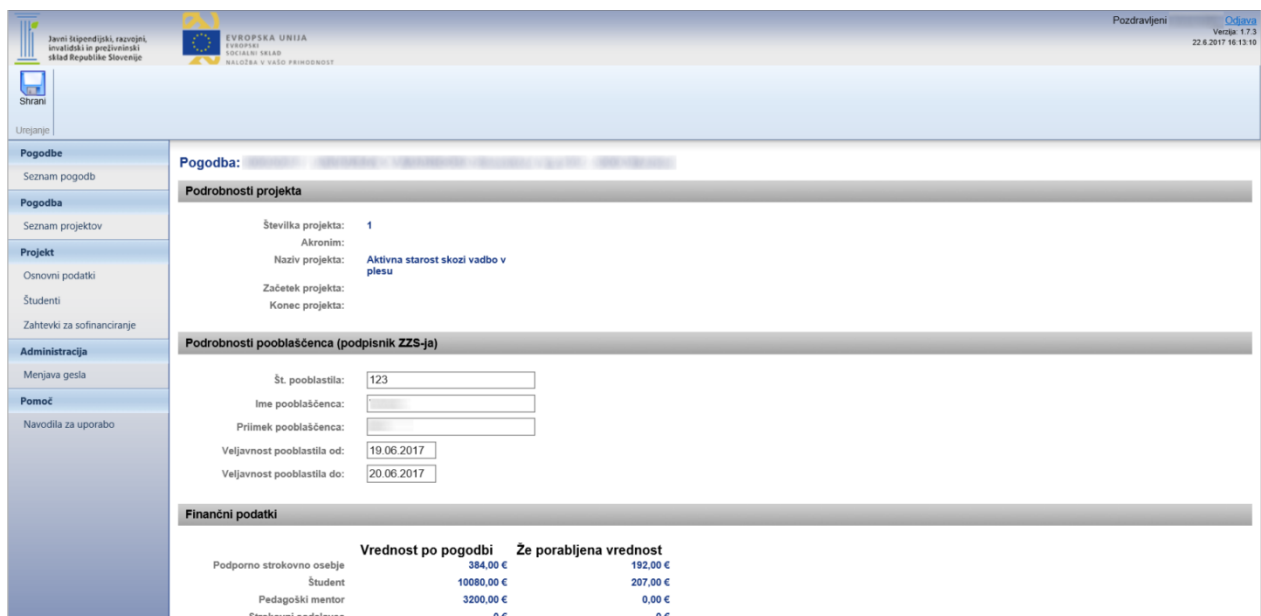 Javni štipendijski, razvojni,
invalidski in preživninski
sklad Republike Slovenije
EVROPSKA UNIJA
EVROPSKI
SOCIALNI SKLAD
NALOŽBA V VAŠO PRIHODNOST
Pozdravljeni Odjava
Verzija: 1.7.3
22.6.2017 16:13:10
Shrani
Urejanje
Pogodbe
Seznam pogodb
Pogodba
Seznam projektov
Projekt
Osnovni podatki
Študenti
Zahtevki za sofinanciranje
Administracija
Menjava gesla
Pomoč
Navodila za uporabo
Pogodba:
Podrobnosti projekta
Številka projekta: 1
Akronim:
Naziv projekta: Aktivna starost skozi vadbo v
plesu
Začetek projekta:
Konec projekta:
Podrobnosti pooblaščenca (podpisnik ZZS-ja)
Št. pooblastila: 123
Ime pooblaščenca:
Priimek pooblaščenca:
Veljavnost pooblastila od: 19.06.2017
Veljavnost pooblastila do: 20.06.2017
Finančni podatki
Vrednost po pogodbi Že porabljena vrednost
Podporno strokovno osebje 384,00 € 192,00 €
Študent 10080,00 € 207,00 €
Pedagoški mentor 3200,00 € 0,00 €